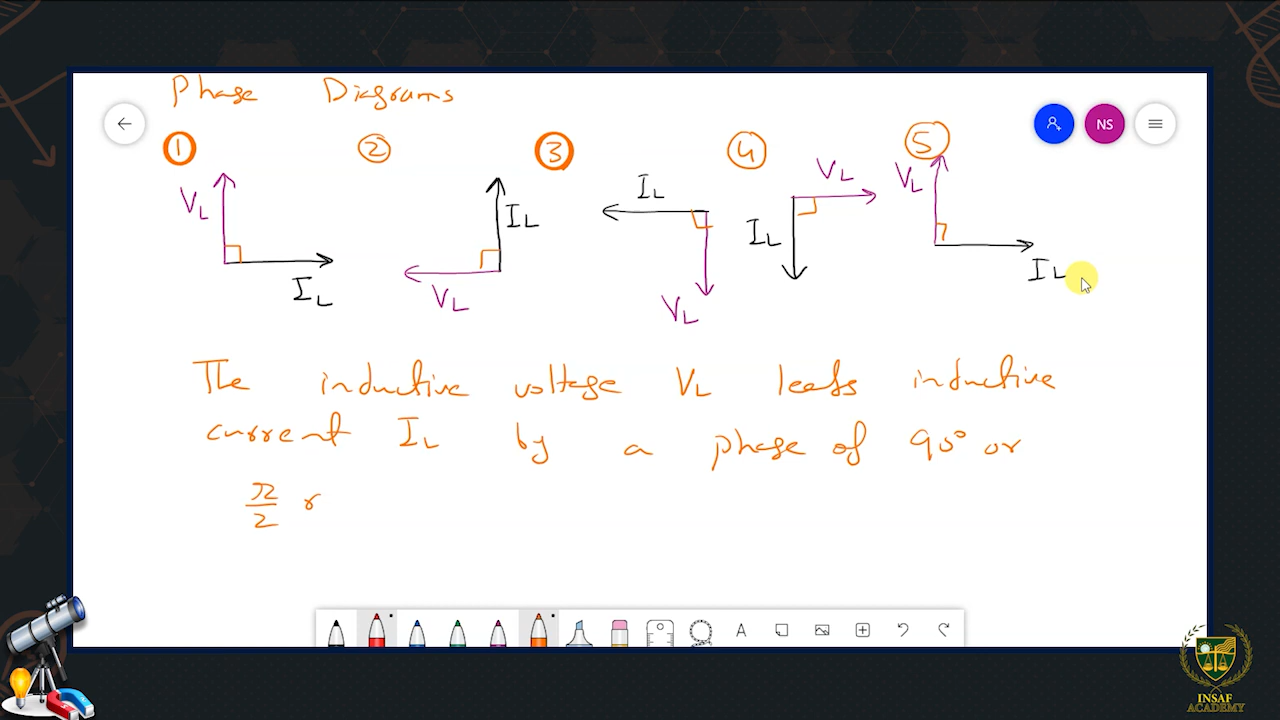 Phase Diagrams
1 2 3 4 5
VL IL
IL VL
IL VL
VL IL
VL IL
The inductive voltage VL leads inductive
current IL by a phase of 90° or
π/2 r
NS
A
INSAF
ACADEMY